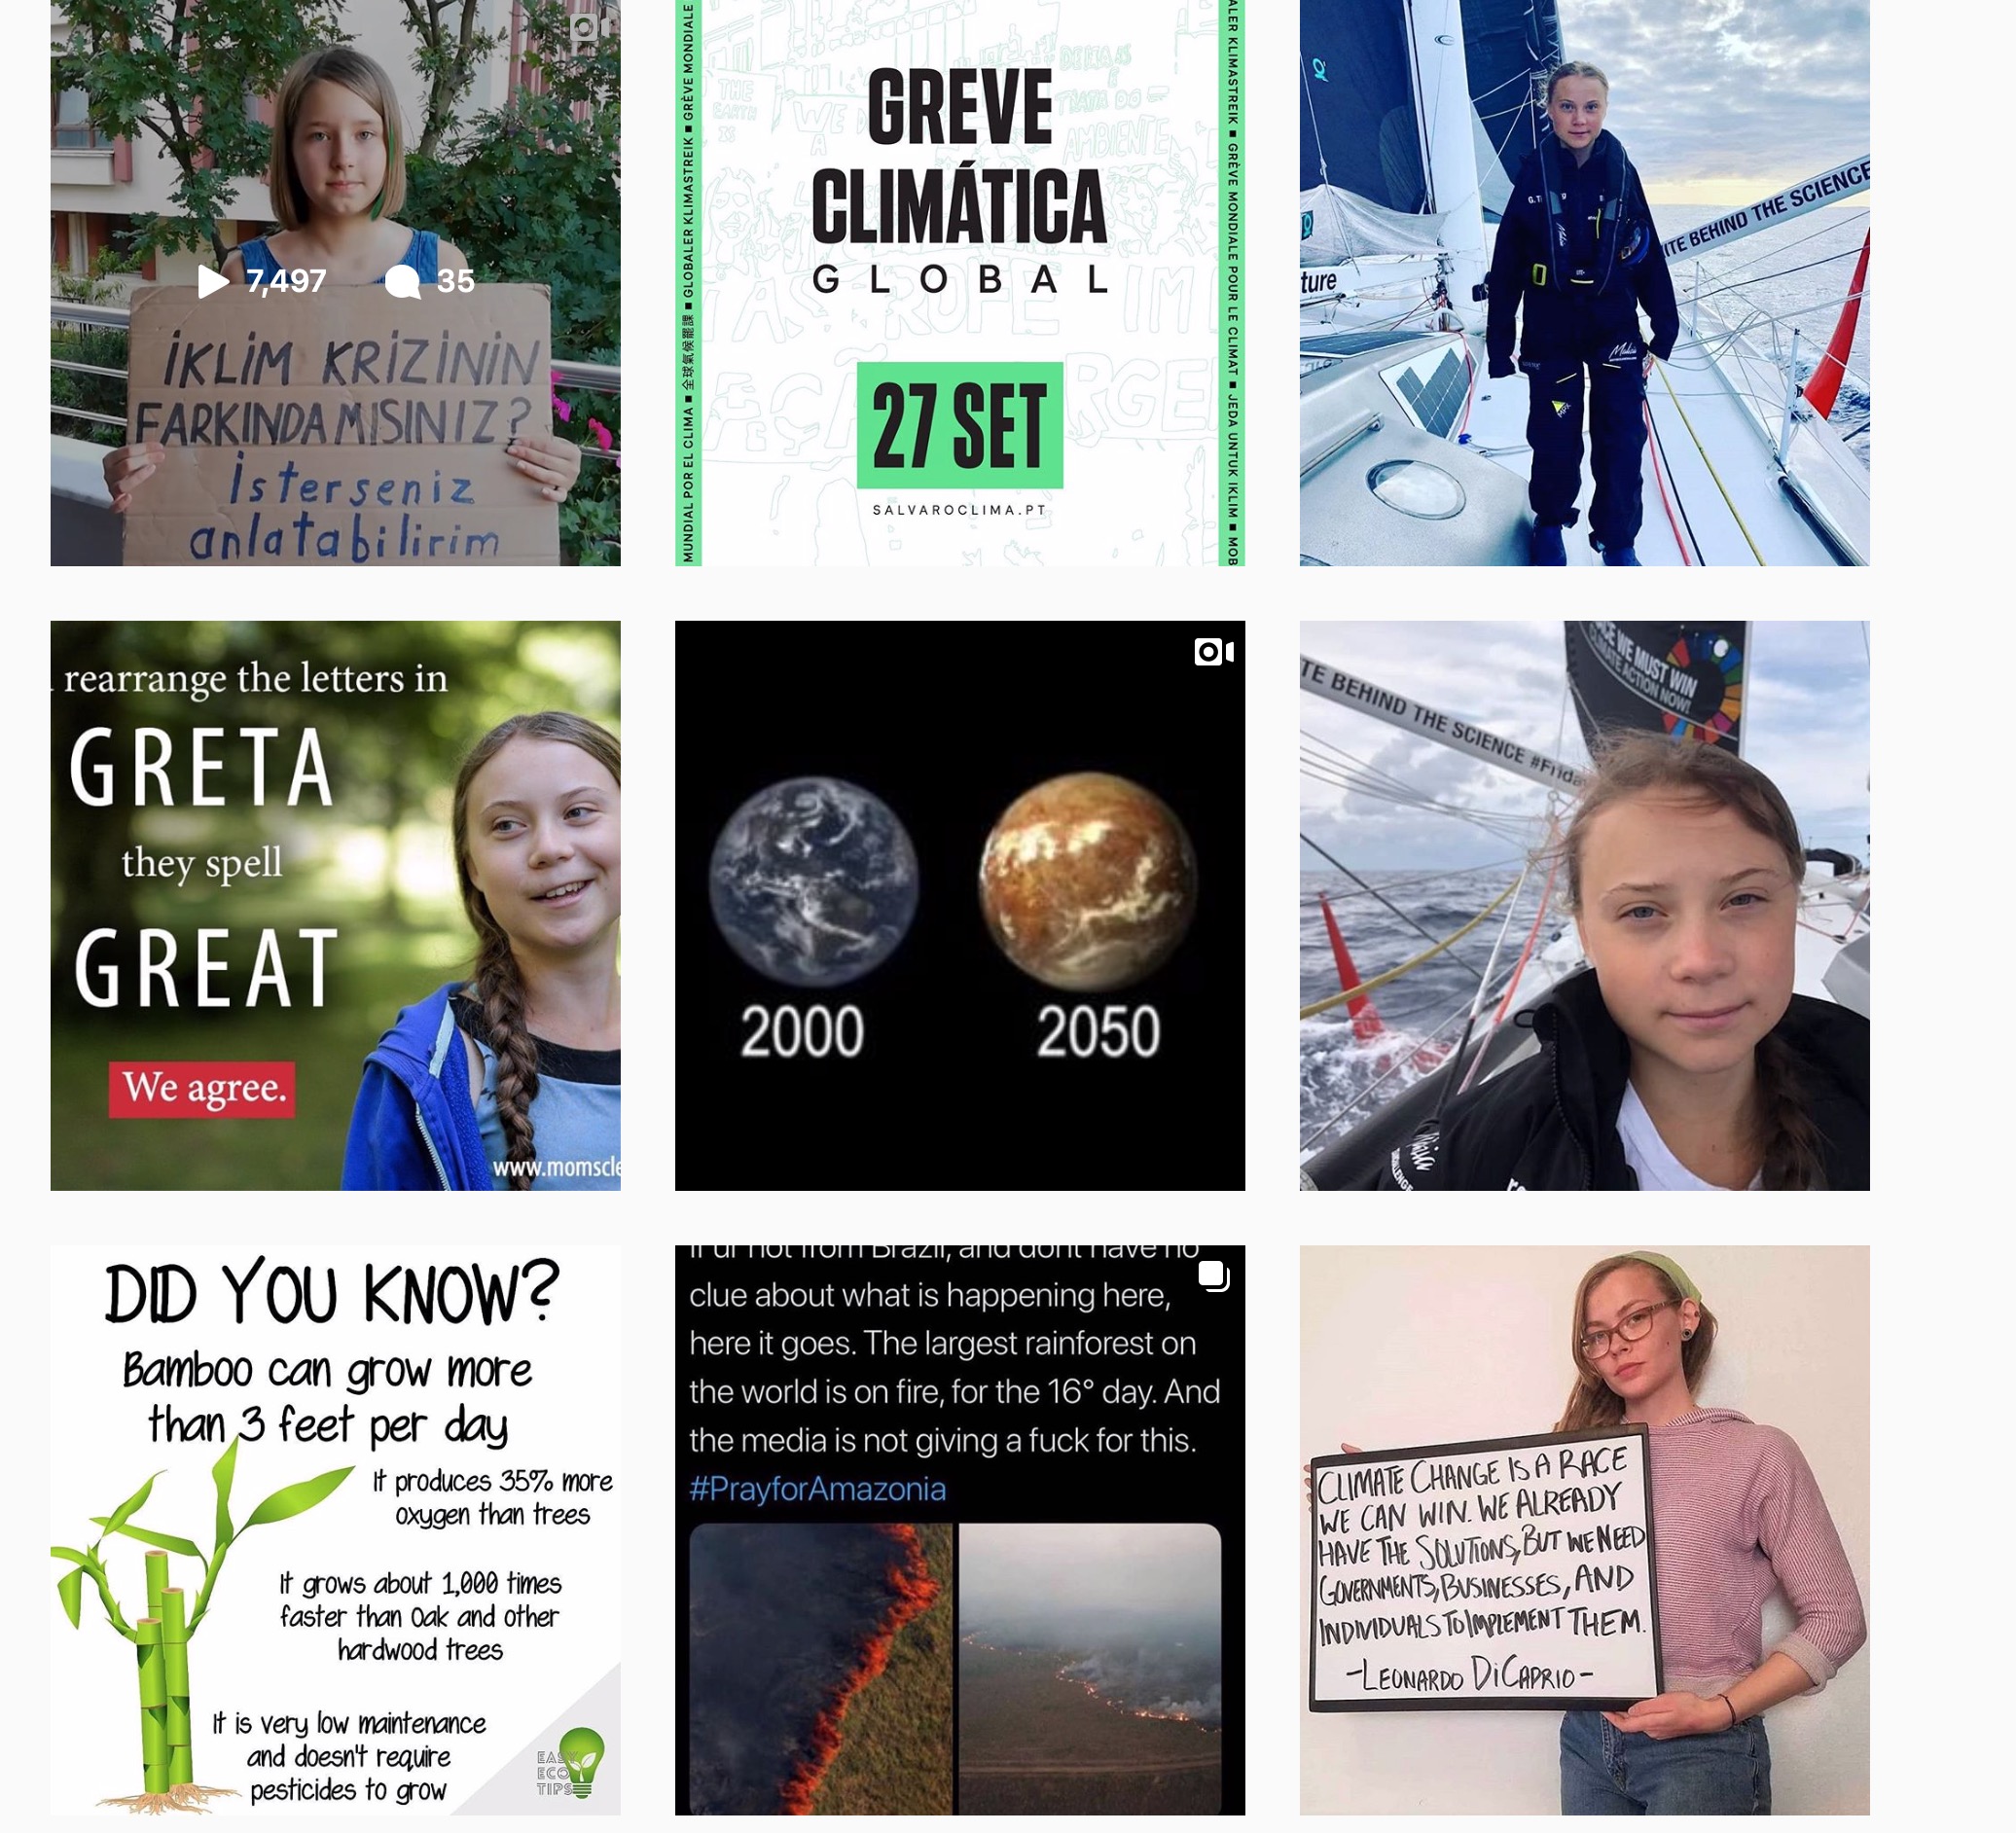 7,497 35
İKLİM KRİZİNİN
FARKINDA MISINIZ?
İsterseniz
anlatabilirim
MUNDIAL POR EL CLIMA ■ 全球氣候罷課 ■ GLOBALER KLIMASTREIK ■ GRÈVE MONDIALE
THE
EARTH
IS
WE
A
AMBIENTE
GREVE
CLIMÁTICA
GLOBAL
27 SET
SALVAROCLIMA.PT
ALER KLIMASTREIK ■ GRÈVE MONDIALE POUR LE CLIMAT ■ JEDA UNTUK IKLIM ■ MOB
ITE BEHIND THE SCIENCE
ture
rearrange the letters in
GRETA
they spell
GREAT
We agree.
www.momscle
2000 2050
CE WE MUST WIN
CLIMATE ACTION NOW!
TE BEHIND THE SCIENCE #Frida
DID YOU KNOW?
Bamboo can grow more
than 3 feet per day
It produces 35% more
oxygen than trees
It grows about 1,000 times
faster than Oak and other
hardwood trees
It is very low maintenance
and doesn't require
pesticides to grow
EASY
ECO
TIPS
If ur not from Brazil, and dont have no
clue about what is happening here,
here it goes. The largest rainforest on
the world is on fire, for the 16° day. And
the media is not giving a fuck for this.
#PrayforAmazonia
CLIMATE CHANGE IS A RACE
WE CAN WIN. WE ALREADY
HAVE THE SOLUTIONS, BUT WE NEED
GOVERNMENTS, BUSINESSES, AND
INDIVIDUALS TO IMPLEMENT THEM.
-LEONARDO DICAPRIO-